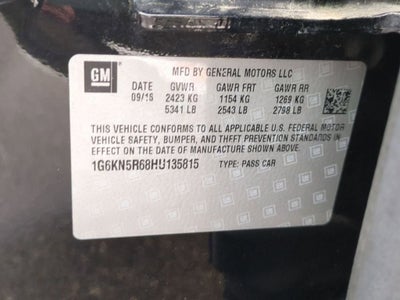 GM
MFD BY GENERAL MOTORS LLC
DATE GVWR GAWR FRT GAWR RR
09/16 2423 KG 1154 KG 1269 KG
5341 LB 2543 LB 2798 LB
THIS VEHICLE CONFORMS TO ALL APPLICABLE U.S. FEDERAL MOTOR
VEHICLE SAFETY, BUMPER, AND THEFT PREVENTION STANDARDS IN
EFFECT ON THE DATE OF MANUFACTURE SHOWN ABOVE.
1G6KN5R68HU135815 TYPE: PASS CAR